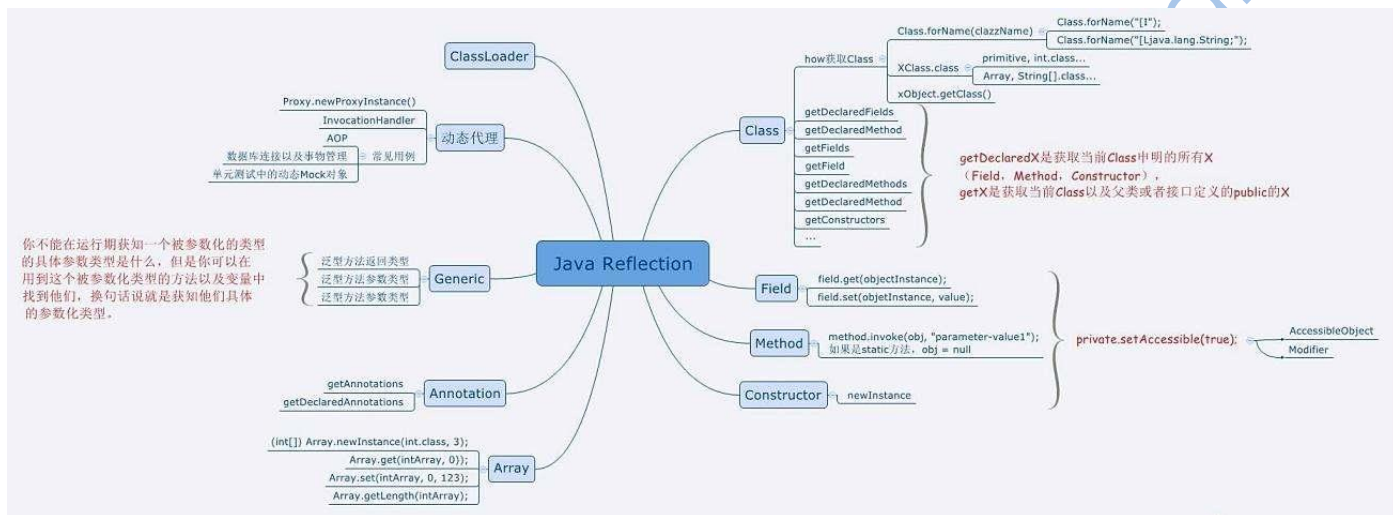 Java Reflection
ClassLoader
动态代理
Proxy.newProxyInstance()
InvocationHandler
常见用例
AOP
数据库连接以及事物管理
单元测试中的动态Mock对象
Generic
泛型方法返回类型
泛型方法参数类型
泛型方法参数类型
你不能在运行期获知一个被参数化的类型
的具体参数类型是什么，但是你可以在
用到这个被参数化类型的方法以及变量中
找到他们，换句话说就是获知他们具体
的参数化类型。
Annotation
getAnnotations
getDeclaredAnnotations
Array
(int[]) Array.newInstance(int.class, 3);
Array.get(intArray, 0));
Array.set(intArray, 0, 123);
Array.getLength(intArray);
Class
how获取Class
Class.forName(clazzName)
Class.forName("[I");
Class.forName("[Ljava.lang.String;");
XClass.class
primitive, int.class...
Array, String[].class...
xObject.getClass()
getDeclaredFields
getDeclaredMethod
getFields
getField
getDeclaredMethods
getDeclaredMethod
getConstructors
...
getDeclaredX是获取当前Class申明的所有X
（Field，Method，Constructor），
getX是获取当前Class以及父类或者接口定义的public的X
Field
field.get(objectInstance);
field.set(objetInstance, value);
Method
method.invoke(obj, "parameter-value1");
如果是static方法，obj = null
Constructor
newInstance
private.setAccessible(true);
AccessibleObject
Modifier